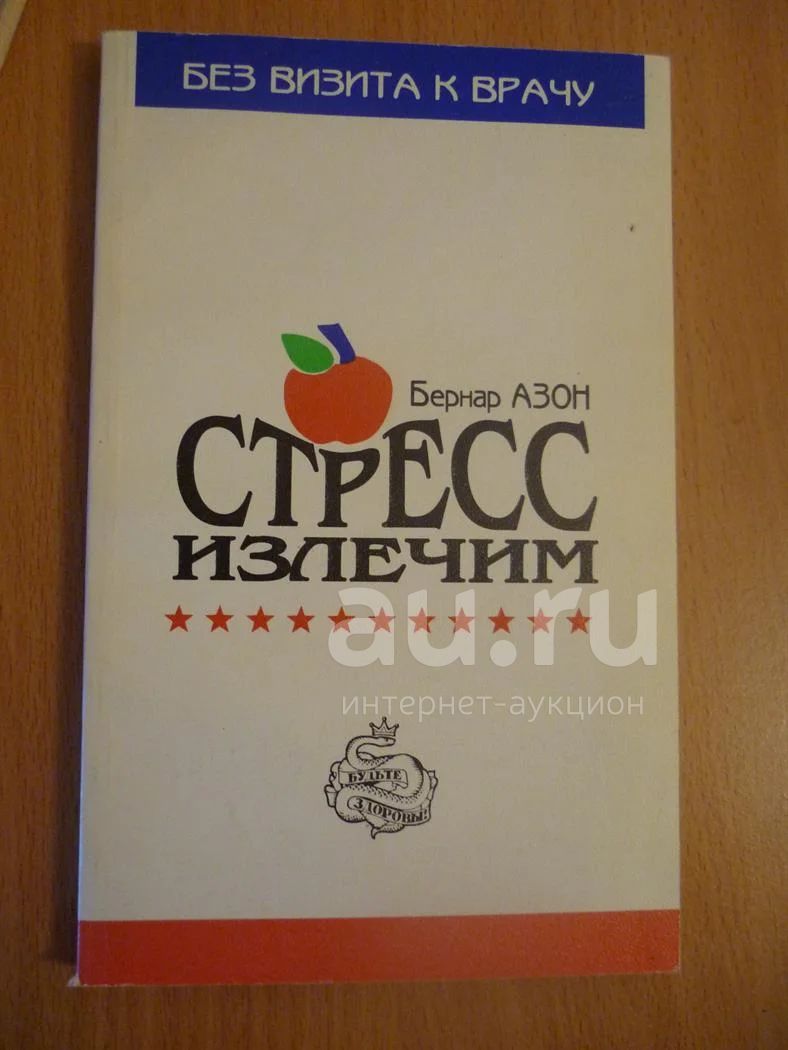 БЕЗ ВИЗИТА К ВРАЧУ
Бернар АЗОН
СТРЕСС
ИЗЛЕЧИМ
au.ru
интернет-аукцион
БУДЬТЕ
ЗДОРОВЫ!